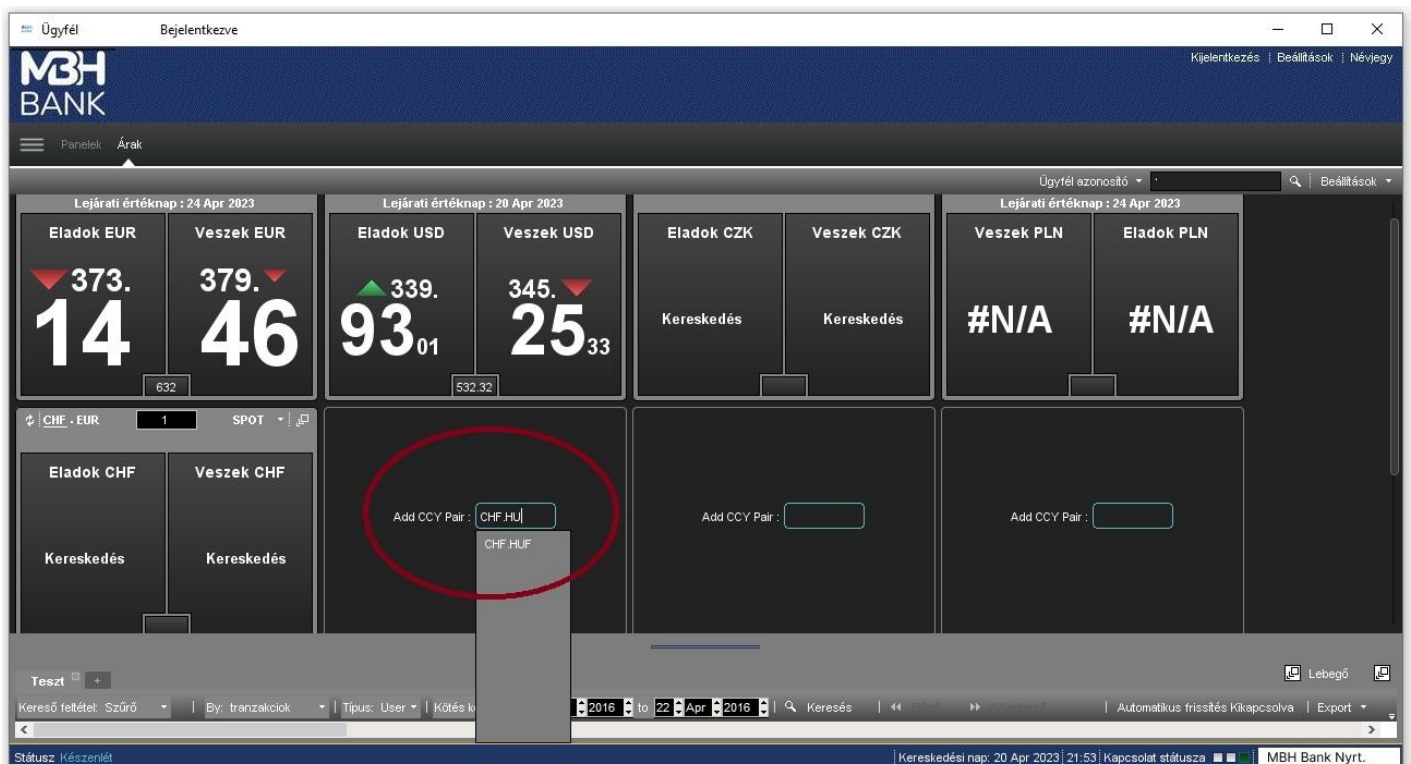 Ügyfél Bejelentkezve
MBH
BANK
Kijelentkezés Beállítások Névjegy
Panelek Árak
Ügyfél azonosító Beállítások
Lejárati értéknap : 24 Apr 2023
Eladok EUR Veszek EUR
373. 379.
14 46
632
Lejárati értéknap : 20 Apr 2023
Eladok USD Veszek USD
339. 345.
93 01 25 33
532.32
Eladok CZK Veszek CZK
Kereskedés Kereskedés
Lejárati értéknap : 24 Apr 2023
Veszek PLN Eladok PLN
#N/A #N/A
CHF . EUR 1 SPOT
Eladok CHF Veszek CHF
Kereskedés Kereskedés
Add CCY Pair : CHF.HU
CHF.HUF
Add CCY Pair :
Add CCY Pair :
Teszt +
Lebegő
Kereső feltétel: Szűrő By: tranzakciok Típus: User Kötés 2016 to 22 Apr 2016 Keresés Automatikus frissítés Kikapcsolva Export
Státusz Készenlét Kereskedési nap: 20 Apr 2023 21:53 Kapcsolat státusza MBH Bank Nyrt.